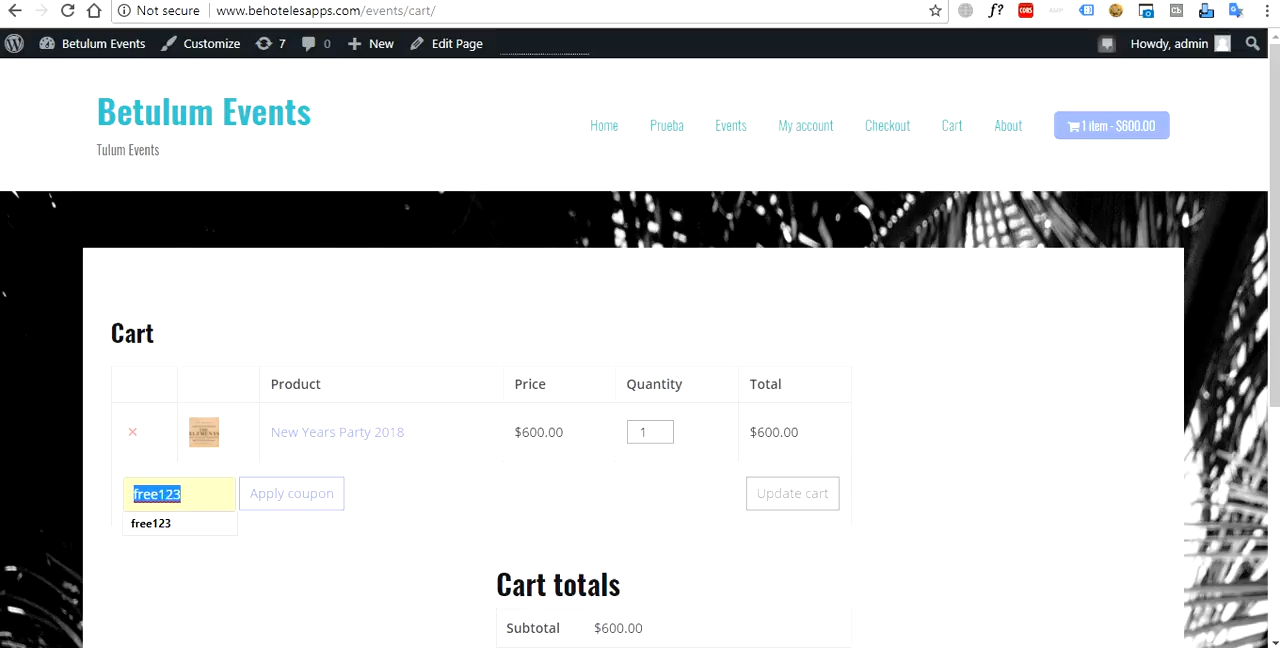 Not secure | www.behotelesapps.com/events/cart/
f?
CORS
AMP
Cb
Betulum Events Customize 7 0 New Edit Page Howdy, admin
Betulum Events
Tulum Events
Home Prueba Events My account Checkout Cart About 1 item - $600.00
Cart
Product Price Quantity Total
× New Years Party 2018 $600.00 1 $600.00
free123 Apply coupon Update cart
free123
Cart totals
Subtotal $600.00